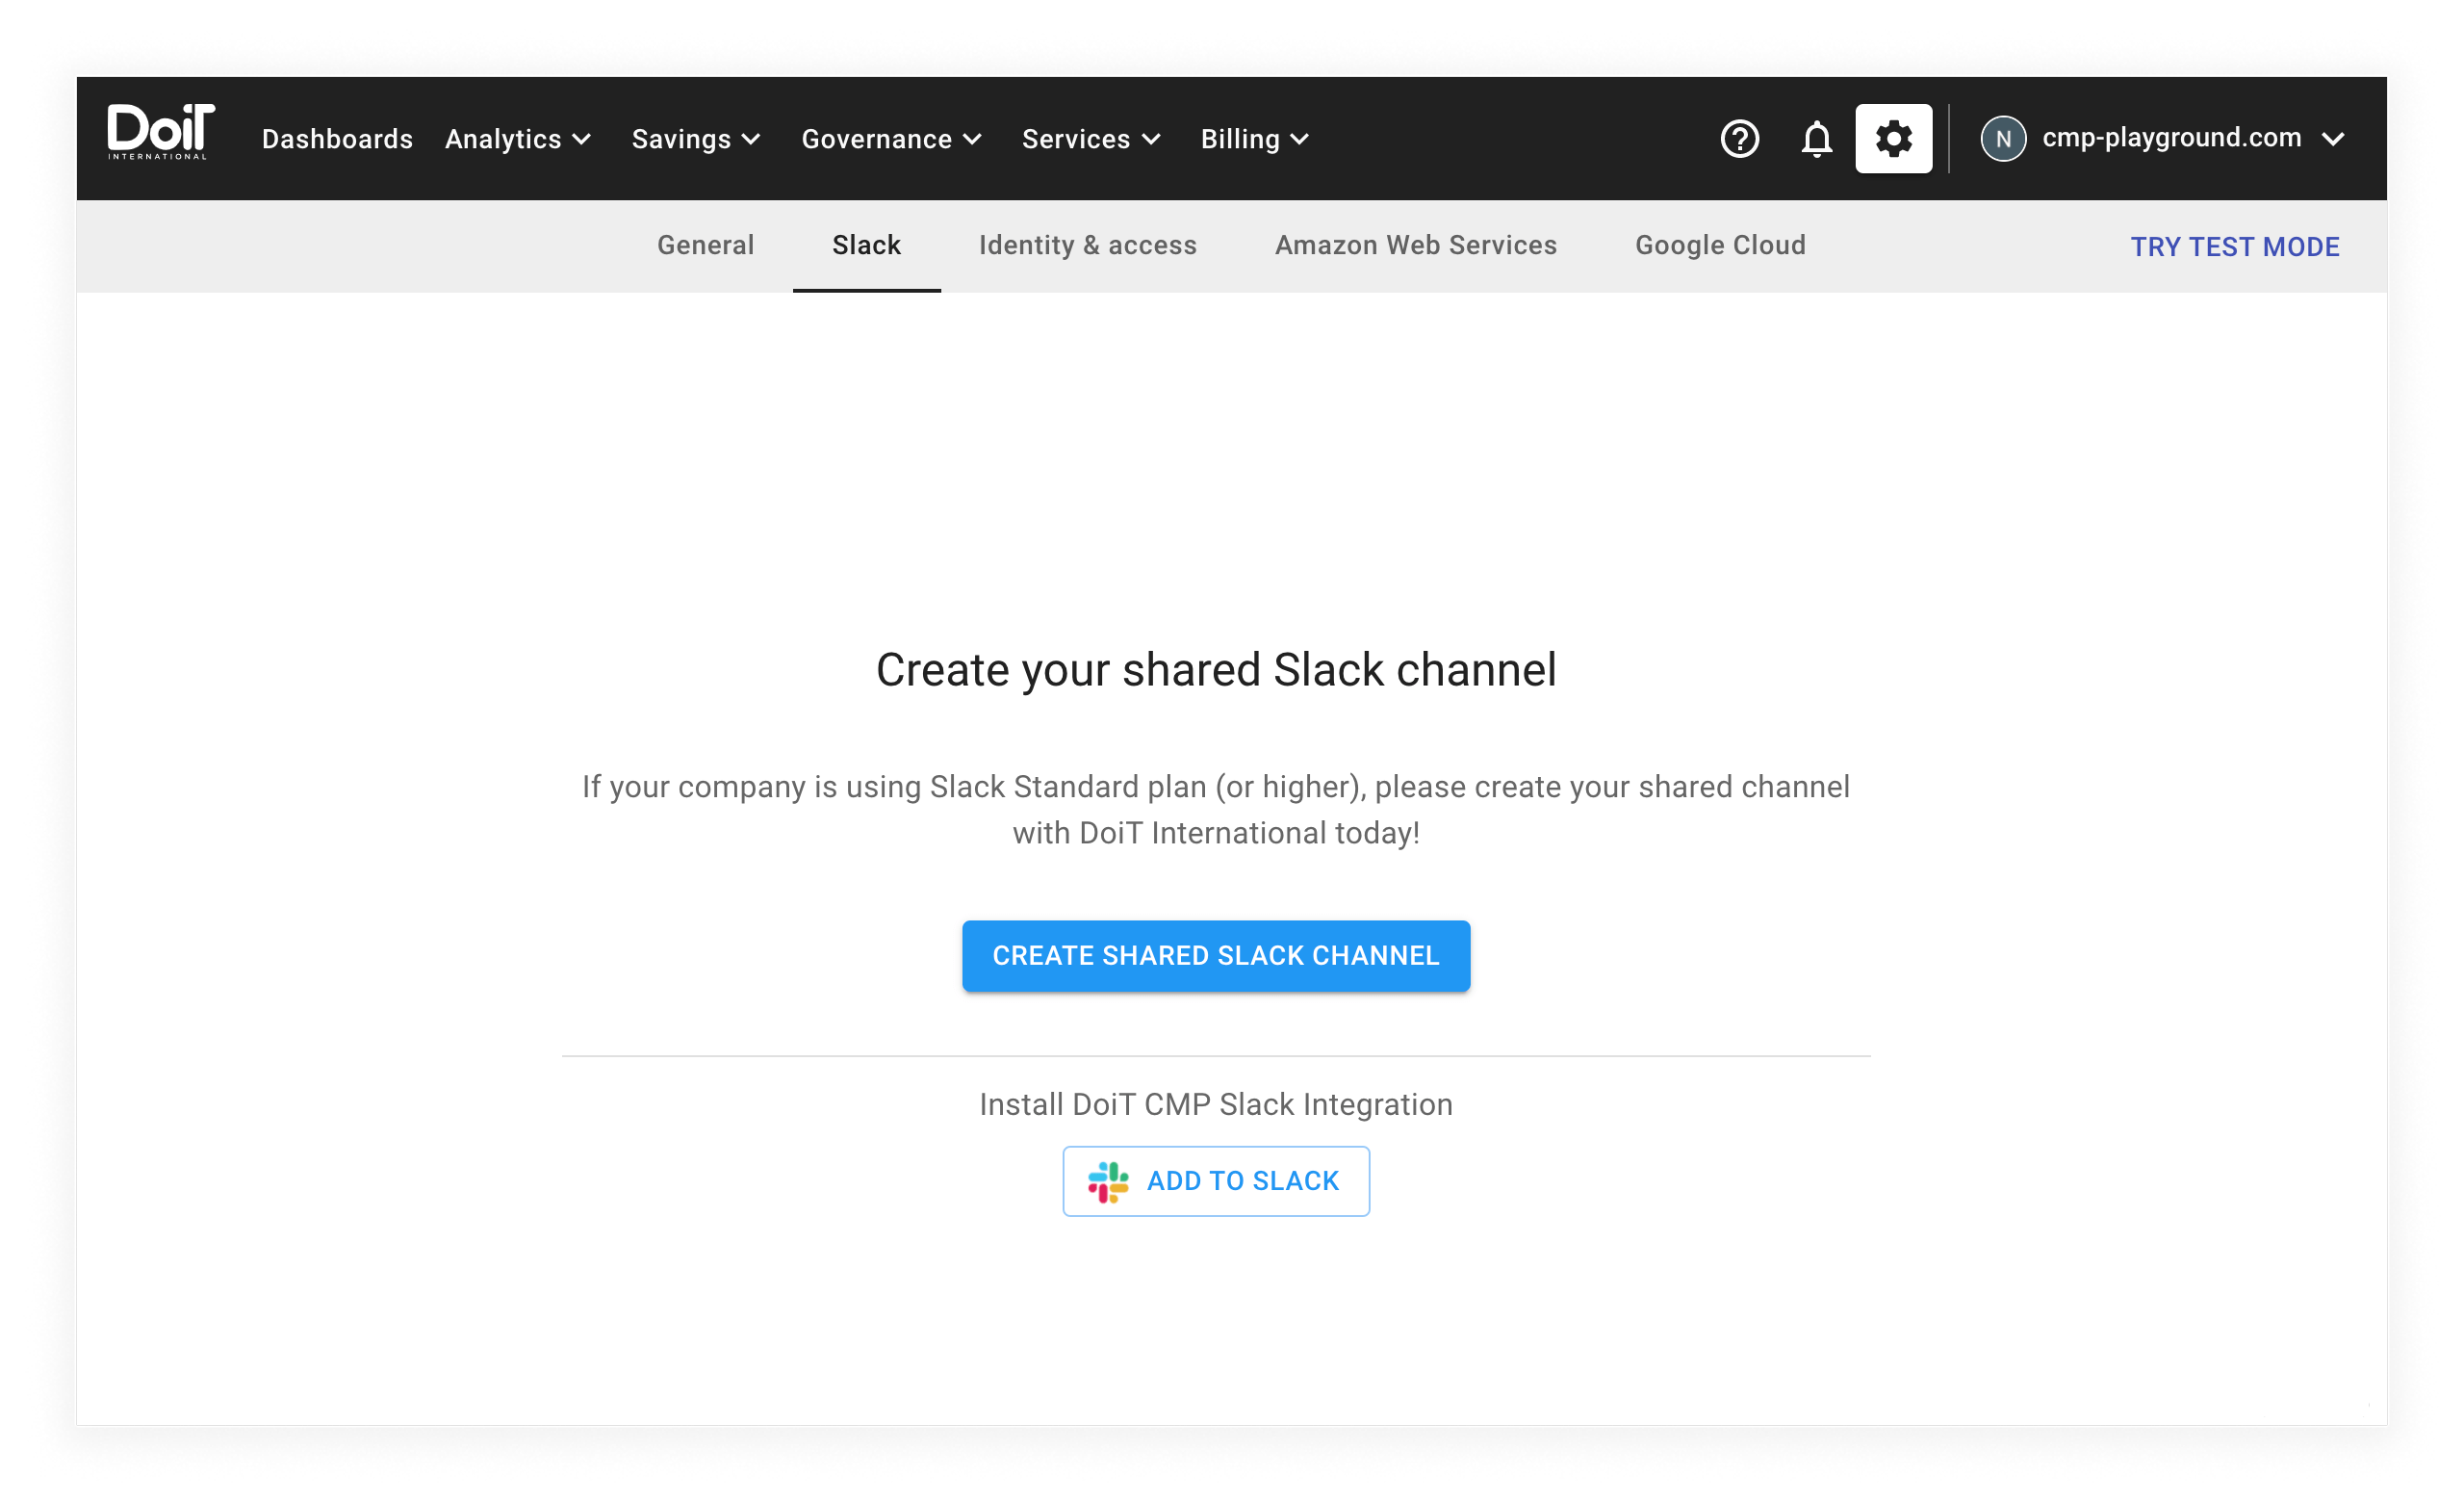 DoiT
INTERNATIONAL
Dashboards Analytics Savings Governance Services Billing
N cmp-playground.com
General Slack Identity & access Amazon Web Services Google Cloud TRY TEST MODE
Create your shared Slack channel
If your company is using Slack Standard plan (or higher), please create your shared channel
with DoiT International today!
CREATE SHARED SLACK CHANNEL
Install DoiT CMP Slack Integration
ADD TO SLACK